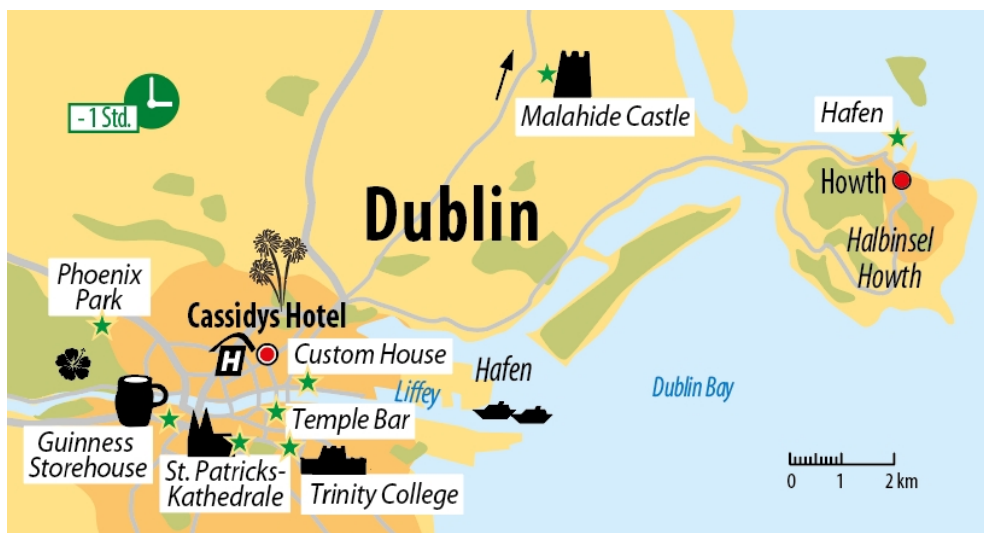 - 1 Std.
Malahide Castle
Hafen
Howth
Halbinsel
Howth
Dublin
Phoenix
Park
Cassidys Hotel
H
Custom House
Hafen
Liffey
Dublin Bay
Temple Bar
Guinness
Storehouse
St. Patricks-
Kathedrale
Trinity College
0 1 2 km